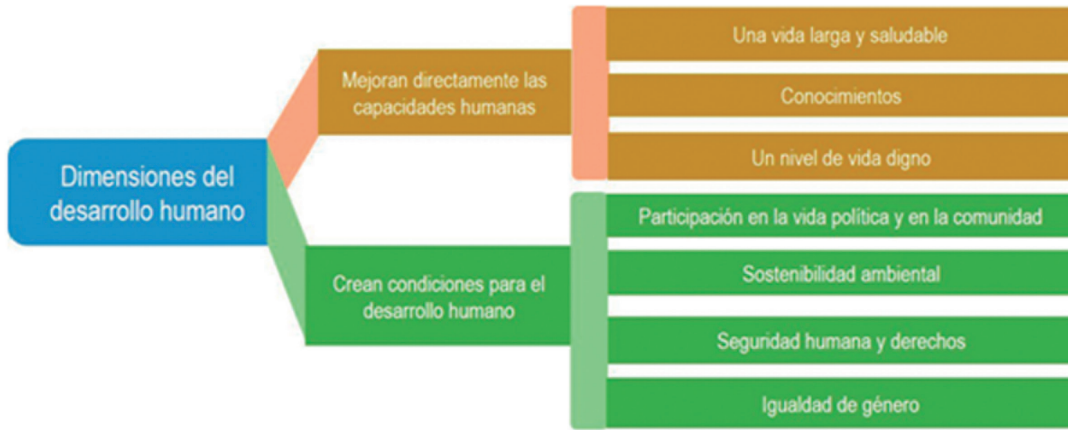 Dimensiones del
desarrollo humano
Mejoran directamente las
capacidades humanas
Una vida larga y saludable
Conocimientos
Un nivel de vida digno
Crean condiciones para el
desarrollo humano
Participación en la vida política y en la comunidad
Sostenibilidad ambiental
Seguridad humana y derechos
Igualdad de género